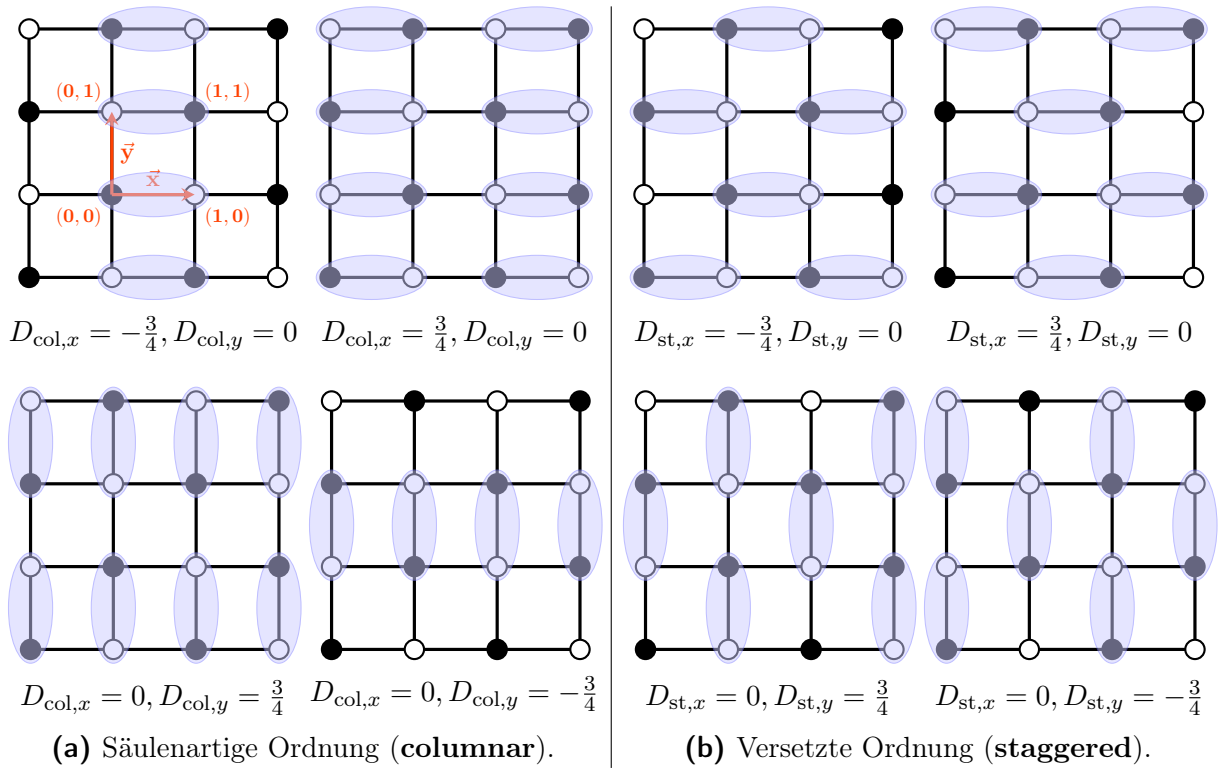 (0, 1) (1, 1)
y⃗ x⃗
(0, 0) (1, 0)
D_col,x = −3/4, D_col,y = 0 D_col,x = 3/4, D_col,y = 0 D_st,x = −3/4, D_st,y = 0 D_st,x = 3/4, D_st,y = 0
D_col,x = 0, D_col,y = 3/4 D_col,x = 0, D_col,y = −3/4 D_st,x = 0, D_st,y = 3/4 D_st,x = 0, D_st,y = −3/4
(a) Säulenartige Ordnung (columnar). (b) Versetzte Ordnung (staggered).